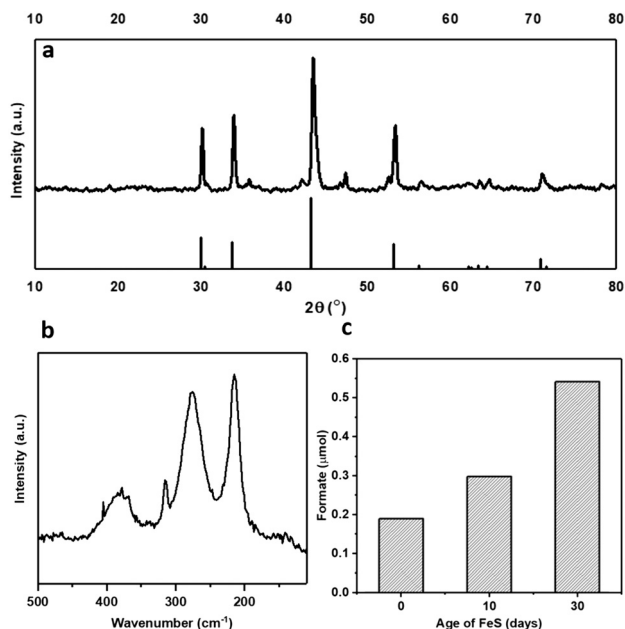 10 20 30 40 50 60 70 80
a
Intensity (a.u.)
10 20 30 40 50 60 70 80
2θ (°)
b
Intensity (a.u.)
500 400 300 200
Wavenumber (cm⁻¹)
c
Formate (μmol)
0.6
0.5
0.4
0.3
0.2
0.1
0.0
0 10 30
Age of FeS (days)